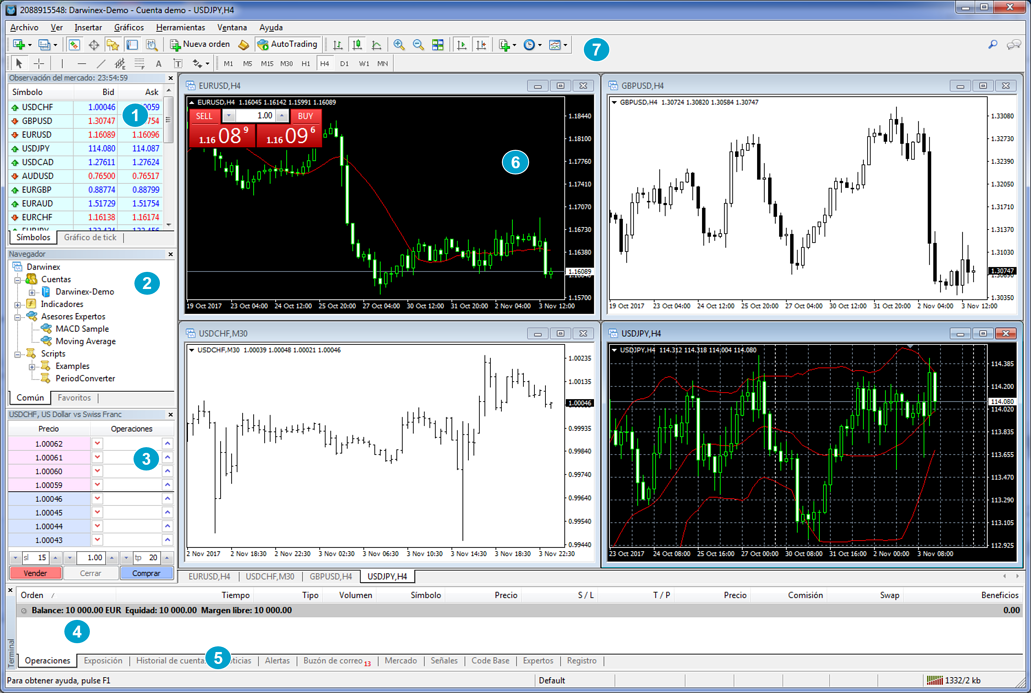 2088915548: Darwinex-Demo - Cuenta demo - USDJPY,H4
Archivo Ver Insertar Gráficos Herramientas Ventana Ayuda
Nueva orden AutoTrading 7
A T M1 M5 M15 M30 H1 H4 D1 W1 MN
Observación del mercado: 23:54:59
Símbolo Bid Ask
USDCHF 1.00046 059
GBPUSD 1.30747 754
EURUSD 1.16089 1.16096
USDJPY 114.080 114.087
USDCAD 1.27611 1.27624
AUDUSD 0.76500 0.76517
EURGBP 0.88774 0.88799
EURAUD 1.51729 1.51754
EURCHF 1.16138 1.16174
1
Símbolos Gráfico de tick
Navegador
Darwinex
Cuentas
Darwinex-Demo
Indicadores
Asesores Expertos
MACD Sample
Moving Average
Scripts
Examples
PeriodConverter
2
Común Favoritos
USDCHF, US Dollar vs Swiss Franc
Precio Operaciones
1.00062
1.00061
1.00060
1.00059
1.00046
1.00045
1.00044
1.00043
3
sl 15 1.00 tp 20
Vender Cerrar Comprar
EURUSD,H4
EURUSD,H4 1.16045 1.16142 1.15991 1.16089
SELL 1.00 BUY
1.16 08 9 1.16 09 6
6
1.18440
1.18100
1.17760
1.17410
1.17070
1.16730
1.16380
1.16089
1.15700
19 Oct 2017 23 Oct 04:00 24 Oct 12:00 25 Oct 20:00 27 Oct 04:00 30 Oct 12:00 31 Oct 20:00 2 Nov 04:00 3 Nov 12:00
GBPUSD,H4
GBPUSD,H4 1.30724 1.30820 1.30584 1.30747
1.33080
1.32730
1.32390
1.32050
1.31710
1.31370
1.31030
1.30747
1.30350
19 Oct 2017 23 Oct 04:00 24 Oct 12:00 25 Oct 20:00 27 Oct 04:00 30 Oct 12:00 31 Oct 20:00 2 Nov 04:00 3 Nov 12:00
USDCHF,M30
USDCHF,M30 1.00039 1.00048 1.00021 1.00046
1.00235
1.00135
1.00046
0.99935
0.99840
0.99740
0.99640
0.99540
0.99440
2 Nov 2017 2 Nov 18:30 2 Nov 22:30 3 Nov 02:30 3 Nov 06:30 3 Nov 10:30 3 Nov 14:30 3 Nov 18:30 3 Nov 22:30
USDJPY,H4
USDJPY,H4 114.312 114.318 114.004 114.080
114.385
114.200
114.080
114.020
113.835
113.655
113.470
113.290
113.105
112.925
23 Oct 2017 24 Oct 08:00 25 Oct 16:00 27 Oct 00:00 30 Oct 08:00 31 Oct 16:00 2 Nov 00:00 3 Nov 08:00
EURUSD,H4 USDCHF,M30 GBPUSD,H4 USDJPY,H4
Orden / Tiempo Tipo Volumen Símbolo Precio S / L T / P Precio Comisión Swap Beneficios
Balance: 10 000.00 EUR Equidad: 10 000.00 Margen libre: 10 000.00 0.00
4
Terminal
Operaciones Exposición Historial de cuenta 5 ticias Alertas Buzón de correo 13 Mercado Señales Code Base Expertos Registro
Para obtener ayuda, pulse F1 Default 1332/2 kb